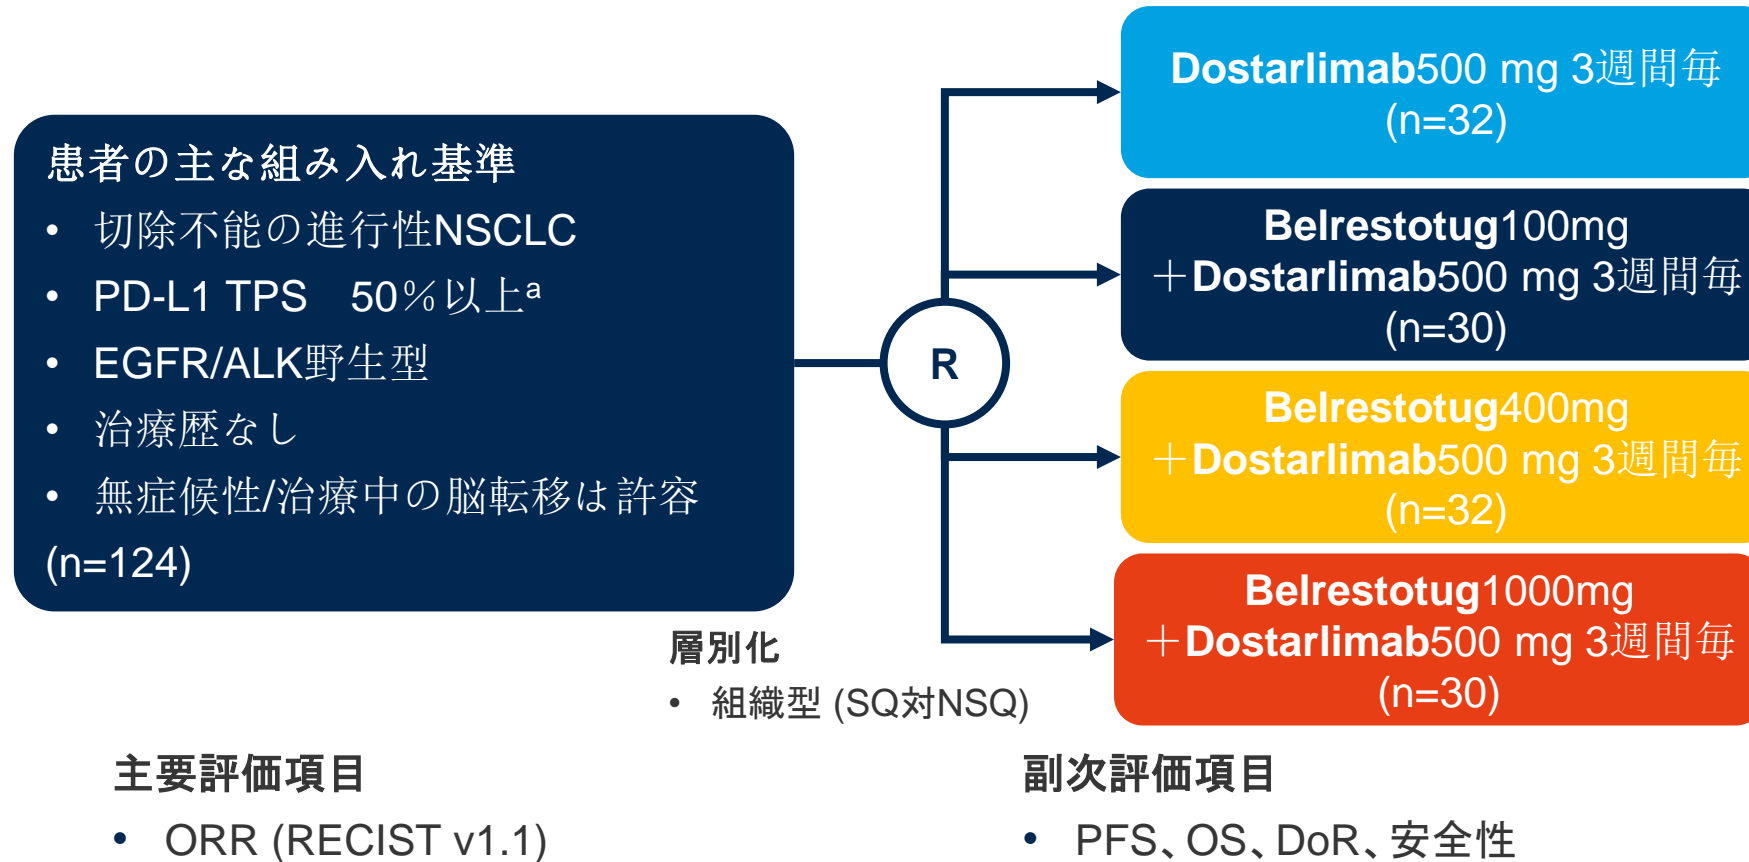 患者の主な組み入れ基準
• 切除不能の進行性NSCLC
• PD-L1 TPS　50％以上a
• EGFR/ALK野生型
• 治療歴なし
• 無症候性/治療中の脳転移は許容
(n=124)
R
Dostarlimab500 mg 3週間毎
(n=32)
Belrestotug100mg
＋Dostarlimab500 mg 3週間毎
(n=30)
Belrestotug400mg
＋Dostarlimab500 mg 3週間毎
(n=32)
Belrestotug1000mg
＋Dostarlimab500 mg 3週間毎
(n=30)
層別化
• 組織型 (SQ対NSQ)
主要評価項目
• ORR (RECIST v1.1)
副次評価項目
• PFS、OS、DoR、安全性